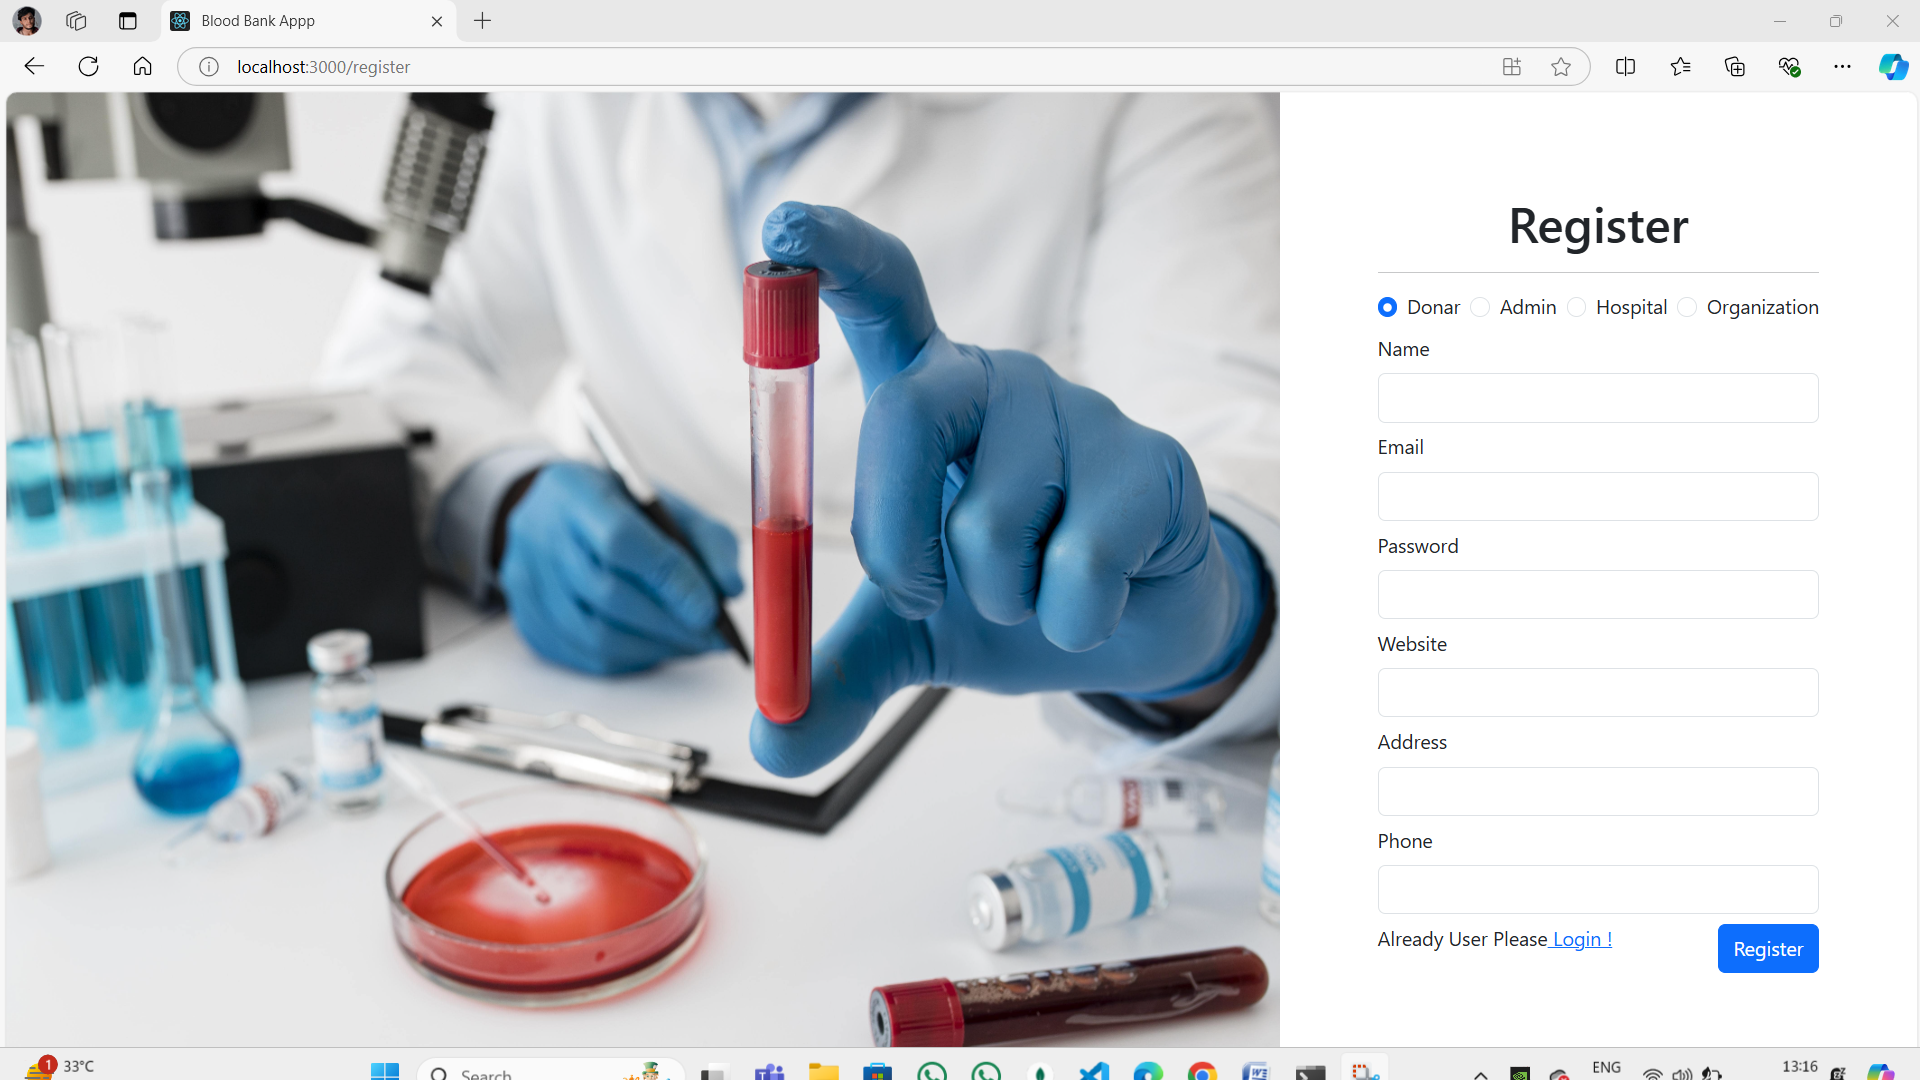 Blood Bank Appp
localhost:3000/register
Register
Donar Admin Hospital Organization
Name
Email
Password
Website
Address
Phone
Already User Please Login !
Register
1 33°C
Search
ENG
13:16